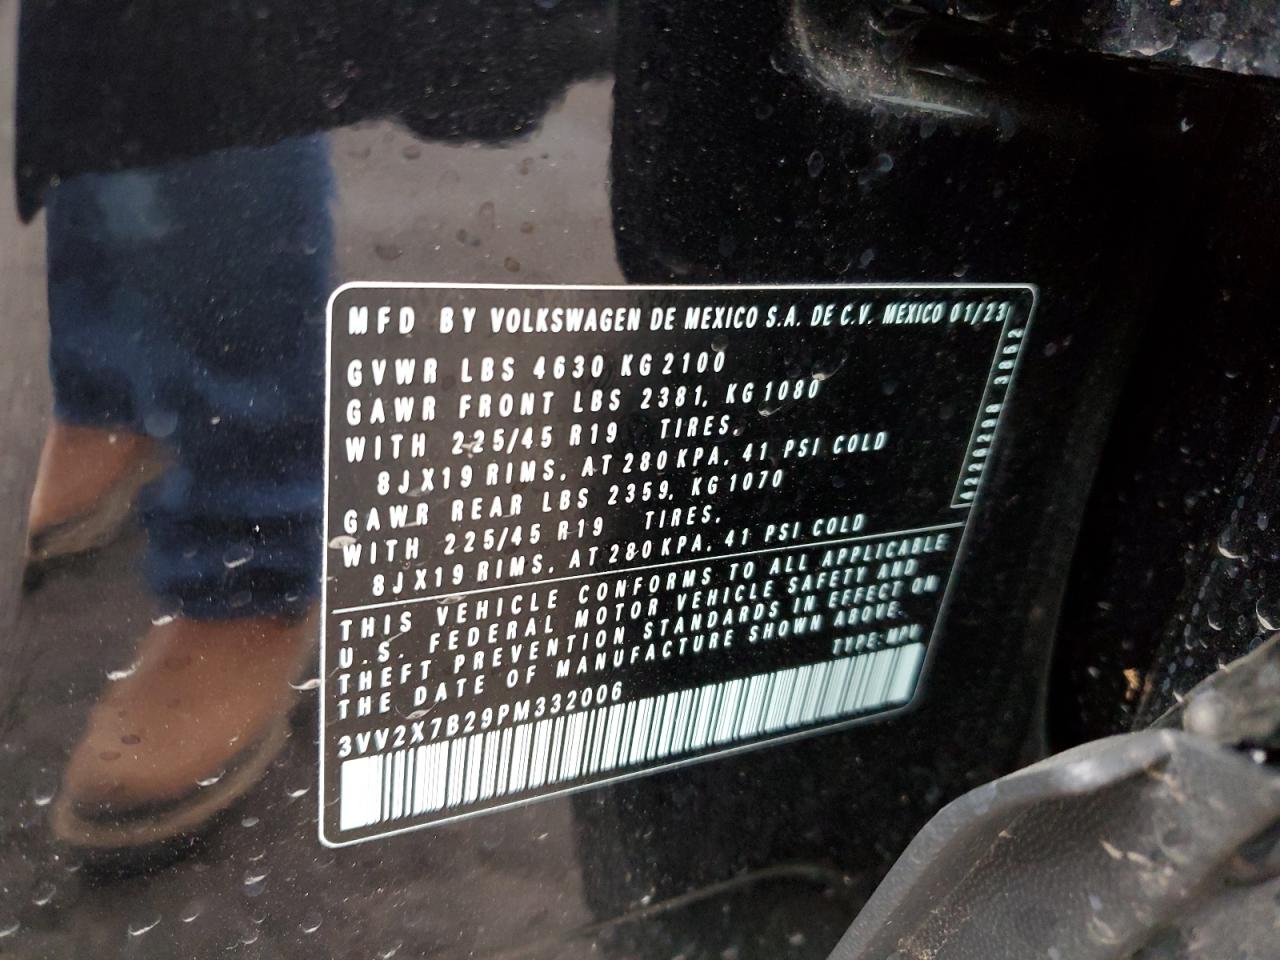 MFD BY VOLKSWAGEN DE MEXICO S.A. DE C.V. MEXICO 01/23
GVWR LBS 4630 KG 2100
GAWR FRONT LBS 2381, KG 1080
WITH 225/45 R19 TIRES,
8JX19 RIMS, AT 280 KPA, 41 PSI COLD
GAWR REAR LBS 2359, KG 1070
WITH 225/45 R19 TIRES,
8JX19 RIMS, AT 280 KPA, 41 PSI COLD
THIS VEHICLE CONFORMS TO ALL APPLICABLE
U.S. FEDERAL MOTOR VEHICLE SAFETY AND
THEFT PREVENTION STANDARDS IN EFFECT ON
THE DATE OF MANUFACTURE SHOWN ABOVE.
3VV2X7B29PM332006 TYPE: MPV